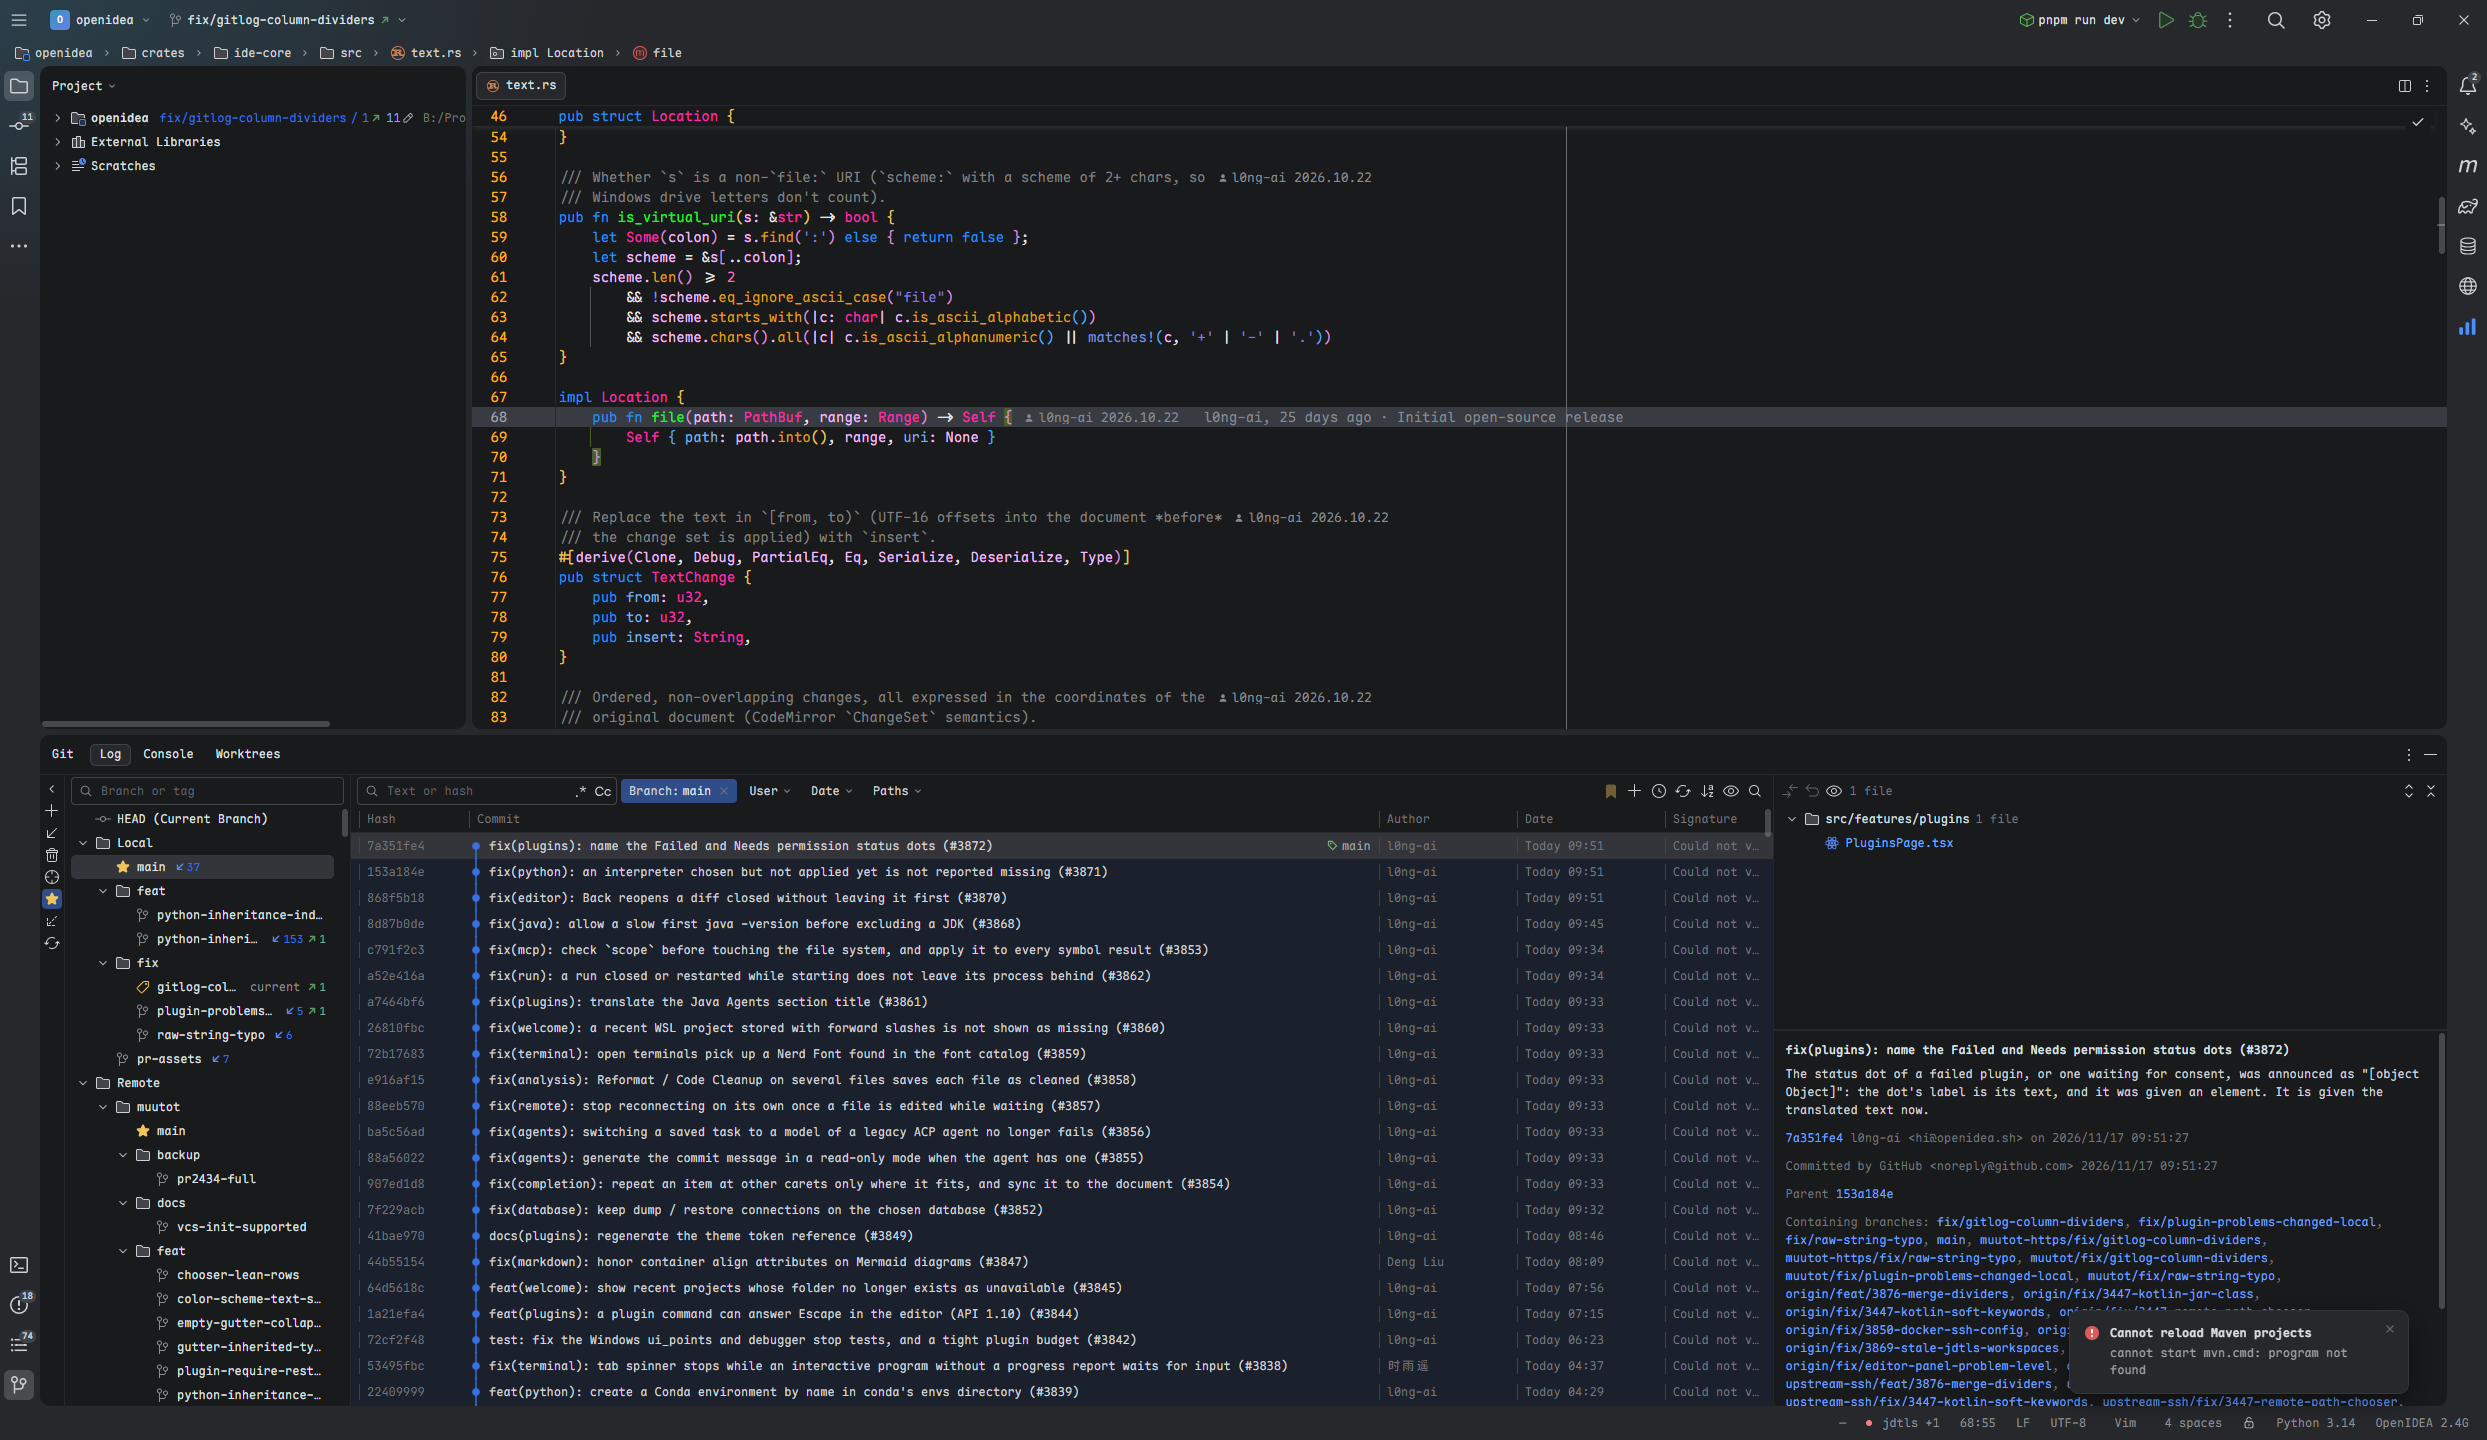 openidea
fix/gitlog-column-dividers
pnpm run dev
openidea › crates › ide-core › src › text.rs › impl Location › file
Project
openidea fix/gitlog-column-dividers / 1↗ 11 B:/Pro
External Libraries
Scratches
11
text.rs
2
46 pub struct Location {
54 }
55
56 /// Whether `s` is a non-`file:` URI (`scheme:` with a scheme of 2+ chars, so l0ng-ai 2026.10.22
57 /// Windows drive letters don't count).
58 pub fn is_virtual_uri(s: &str) -> bool {
59 let Some(colon) = s.find(':') else { return false };
60 let scheme = &s[..colon];
61 scheme.len() >= 2
62 && !scheme.eq_ignore_ascii_case("file")
63 && scheme.starts_with(|c: char| c.is_ascii_alphabetic())
64 && scheme.chars().all(|c| c.is_ascii_alphanumeric() || matches!(c, '+' | '-' | '.'))
65 }
66
67 impl Location {
68 pub fn file(path: PathBuf, range: Range) -> Self { l0ng-ai 2026.10.22 l0ng-ai, 25 days ago · Initial open-source release
69 Self { path: path.into(), range, uri: None }
70 }
71 }
72
73 /// Replace the text in `[from, to)` (UTF-16 offsets into the document *before* l0ng-ai 2026.10.22
74 /// the change set is applied) with `insert`.
75 #[derive(Clone, Debug, PartialEq, Eq, Serialize, Deserialize, Type)]
76 pub struct TextChange {
77 pub from: u32,
78 pub to: u32,
79 pub insert: String,
80 }
81
82 /// Ordered, non-overlapping changes, all expressed in the coordinates of the l0ng-ai 2026.10.22
83 /// original document (CodeMirror `ChangeSet` semantics).
Git Log Console Worktrees
Branch or tag
HEAD (Current Branch)
Local
main ↙37
feat
python-inheritance-ind…
python-inheri… ↙153 ↗1
fix
gitlog-col… current ↗1
plugin-problems… ↙5 ↗1
raw-string-typo ↙6
pr-assets ↙7
Remote
muutot
main
backup
pr2434-full
docs
vcs-init-supported
feat
chooser-lean-rows
color-scheme-text-s…
empty-gutter-collap…
gutter-inherited-ty…
plugin-require-rest…
python-inheritance-…
18
74
Text or hash .* Cc Branch: main × User Date Paths
Hash Commit Author Date Signature
7a351fe4 fix(plugins): name the Failed and Needs permission status dots (#3872) main l0ng-ai Today 09:51 Could not v…
153a184e fix(python): an interpreter chosen but not applied yet is not reported missing (#3871) l0ng-ai Today 09:51 Could not v…
868f5b18 fix(editor): Back reopens a diff closed without leaving it first (#3870) l0ng-ai Today 09:51 Could not v…
8d87b0de fix(java): allow a slow first java -version before excluding a JDK (#3868) l0ng-ai Today 09:45 Could not v…
c791f2c3 fix(mcp): check `scope` before touching the file system, and apply it to every symbol result (#3853) l0ng-ai Today 09:34 Could not v…
a52e416a fix(run): a run closed or restarted while starting does not leave its process behind (#3862) l0ng-ai Today 09:34 Could not v…
a7464bf6 fix(plugins): translate the Java Agents section title (#3861) l0ng-ai Today 09:33 Could not v…
26810fbc fix(welcome): a recent WSL project stored with forward slashes is not shown as missing (#3860) l0ng-ai Today 09:33 Could not v…
72b17683 fix(terminal): open terminals pick up a Nerd Font found in the font catalog (#3859) l0ng-ai Today 09:33 Could not v…
e916af15 fix(analysis): Reformat / Code Cleanup on several files saves each file as cleaned (#3858) l0ng-ai Today 09:33 Could not v…
88eeb570 fix(remote): stop reconnecting on its own once a file is edited while waiting (#3857) l0ng-ai Today 09:33 Could not v…
ba5c56ad fix(agents): switching a saved task to a model of a legacy ACP agent no longer fails (#3856) l0ng-ai Today 09:33 Could not v…
88a56022 fix(agents): generate the commit message in a read-only mode when the agent has one (#3855) l0ng-ai Today 09:33 Could not v…
907ed1d8 fix(completion): repeat an item at other carets only where it fits, and sync it to the document (#3854) l0ng-ai Today 09:33 Could not v…
7f229acb fix(database): keep dump / restore connections on the chosen database (#3852) l0ng-ai Today 09:32 Could not v…
41bae970 docs(plugins): regenerate the theme token reference (#3849) l0ng-ai Today 08:46 Could not v…
44b55154 fix(markdown): honor container align attributes on Mermaid diagrams (#3847) Deng Liu Today 08:09 Could not v…
64d5618c feat(welcome): show recent projects whose folder no longer exists as unavailable (#3845) l0ng-ai Today 07:56 Could not v…
1a21efa4 feat(plugins): a plugin command can answer Escape in the editor (API 1.10) (#3844) l0ng-ai Today 07:15 Could not v…
72cf2f48 test: fix the Windows ui_points and debugger stop tests, and a tight plugin budget (#3842) l0ng-ai Today 06:23 Could not v…
53495fbc fix(terminal): tab spinner stops while an interactive program without a progress report waits for input (#3838) 时雨遥 Today 04:37 Could not v…
22409999 feat(python): create a Conda environment by name in conda's envs directory (#3839) l0ng-ai Today 04:29 Could not v…
1 file
src/features/plugins 1 file
PluginsPage.tsx
fix(plugins): name the Failed and Needs permission status dots (#3872)
The status dot of a failed plugin, or one waiting for consent, was announced as "[object
Object]": the dot's label is its text, and it was given an element. It is given the
translated text now.
7a351fe4 l0ng-ai <hi@openidea.sh> on 2026/11/17 09:51:27
Committed by GitHub <noreply@github.com> 2026/11/17 09:51:27
Parent 153a184e
Containing branches: fix/gitlog-column-dividers, fix/plugin-problems-changed-local,
fix/raw-string-typo, main, muutot-https/fix/gitlog-column-dividers,
muutot-https/fix/raw-string-typo, muutot/fix/gitlog-column-dividers,
muutot/fix/plugin-problems-changed-local, muutot/fix/raw-string-typo,
origin/feat/3876-merge-dividers, origin/fix/3447-kotlin-jar-class,
origin/fix/3447-kotlin-soft-keywords, origin/fix/3447-remote-path-chooser,
origin/fix/3850-docker-ssh-config, orig
origin/fix/3869-stale-jdtls-workspaces,
origin/fix/editor-panel-problem-level,
upstream-ssh/feat/3876-merge-dividers,
upstream-ssh/fix/3447-kotlin-soft-keywords, upstream-ssh/fix/3447-remote-path-chooser,
Cannot reload Maven projects
cannot start mvn.cmd: program not
found
jdtls +1 68:55 LF UTF-8 Vim 4 spaces Python 3.14 OpenIDEA 2.4G